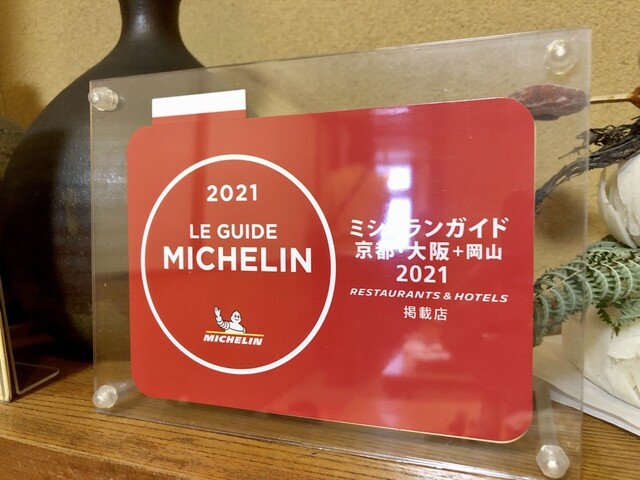 2021
LE GUIDE
MICHELIN
MICHELIN
ミシュランガイド
京都・大阪+岡山
2021
RESTAURANTS & HOTELS
掲載店